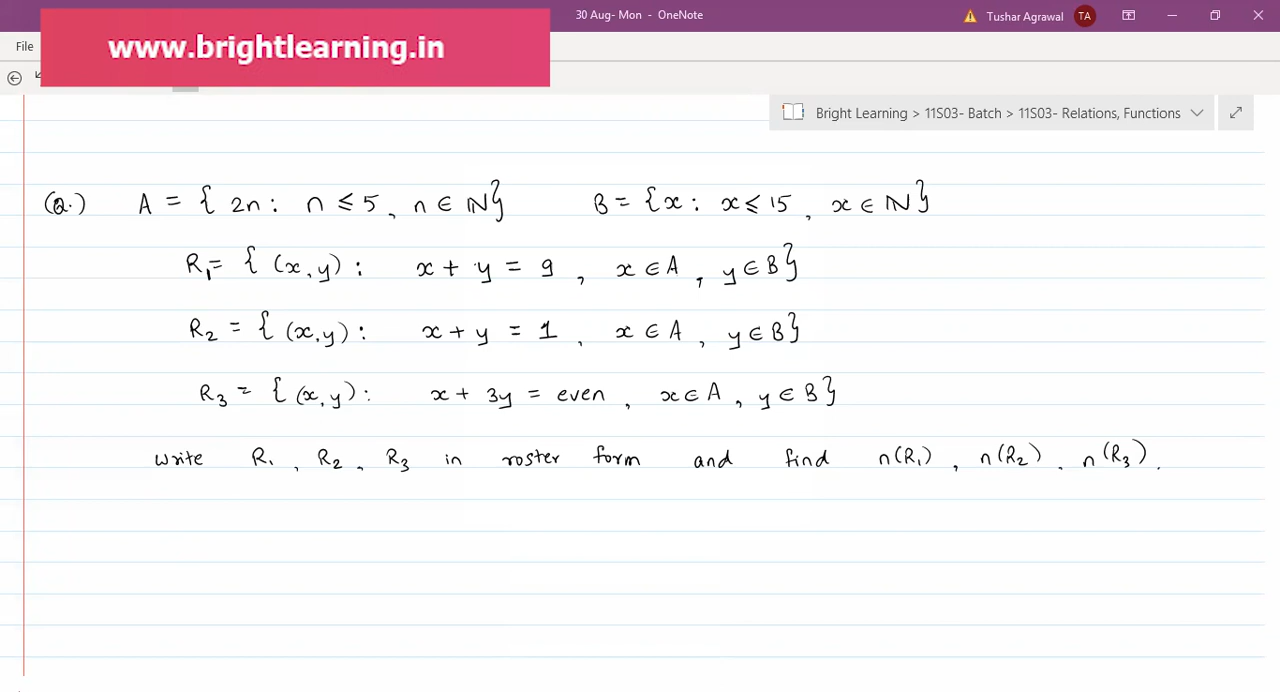 30 Aug- Mon - OneNote
Tushar Agrawal TA
www.brightlearning.in
File
Bright Learning > 11S03- Batch > 11S03- Relations, Functions
(Q.) A = { 2n : n ≤ 5, n ∈ ℕ} B = {x : x ≤ 15, x ∈ ℕ}
R₁ = { (x, y) : x + y = 9, x ∈ A, y ∈ B}
R₂ = { (x, y) : x + y = 1, x ∈ A, y ∈ B}
R₃ = { (x, y) : x + 3y = even, x ∈ A, y ∈ B}
write R₁, R₂, R₃ in roster form and find n(R₁), n(R₂), n(R₃).